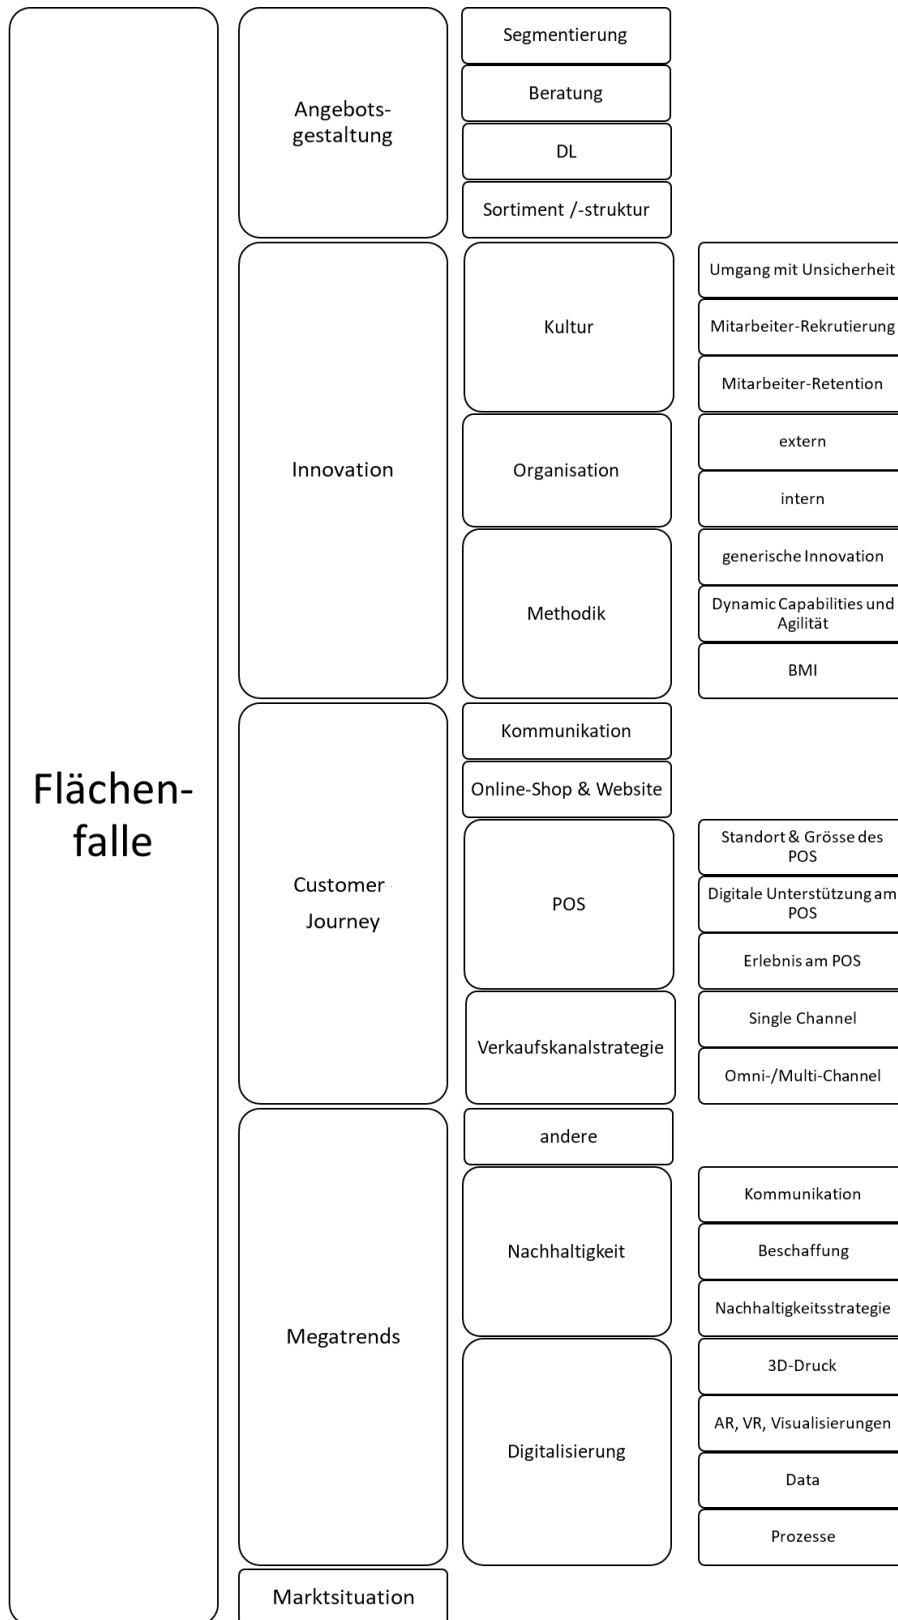 Flächen-
falle
Angebots-
gestaltung
Segmentierung
Beratung
DL
Sortiment /-struktur
Innovation
Kultur
Umgang mit Unsicherheit
Mitarbeiter-Rekrutierung
Mitarbeiter-Retention
Organisation
extern
intern
Methodik
generische Innovation
Dynamic Capabilities und
Agilität
BMI
Customer
Journey
Kommunikation
Online-Shop & Website
POS
Standort & Grösse des
POS
Digitale Unterstützung am
POS
Erlebnis am POS
Verkaufskanalstrategie
Single Channel
Omni-/Multi-Channel
Megatrends
andere
Nachhaltigkeit
Kommunikation
Beschaffung
Nachhaltigkeitsstrategie
Digitalisierung
3D-Druck
AR, VR, Visualisierungen
Data
Prozesse
Marktsituation